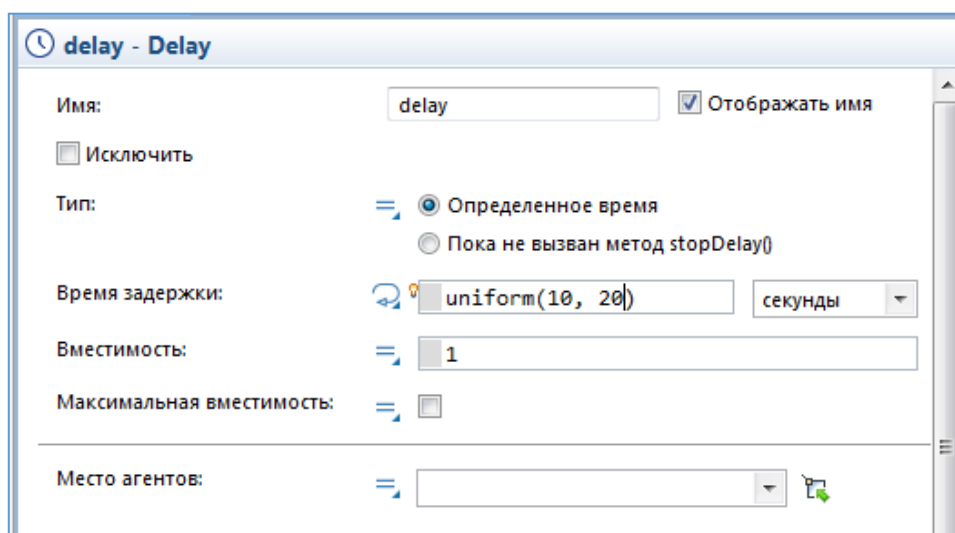 delay - Delay
Имя: delay Отображать имя
Исключить
Тип: Определенное время
Пока не вызван метод stopDelay()
Время задержки: uniform(10, 20) секунды
Вместимость: 1
Максимальная вместимость:
Место агентов: